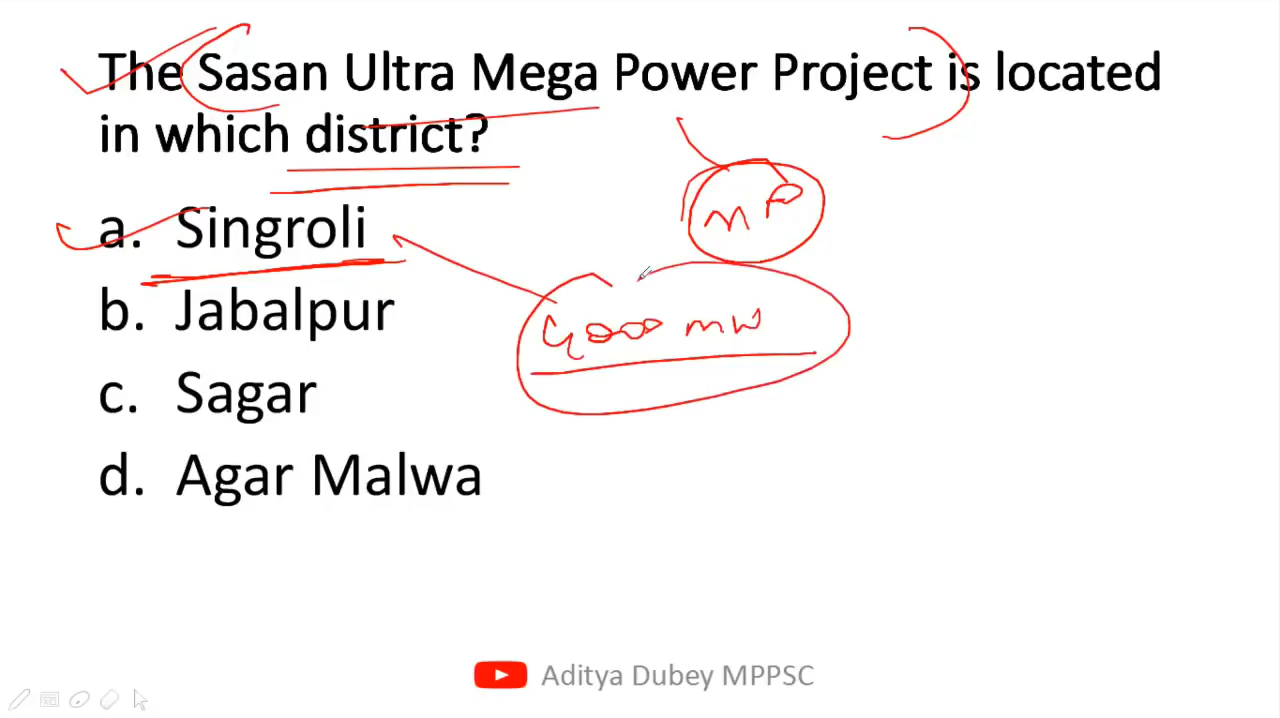 The Sasan Ultra Mega Power Project is located
in which district?
MP
a. Singroli
4000 MW
b. Jabalpur
c. Sagar
d. Agar Malwa
Aditya Dubey MPPSC